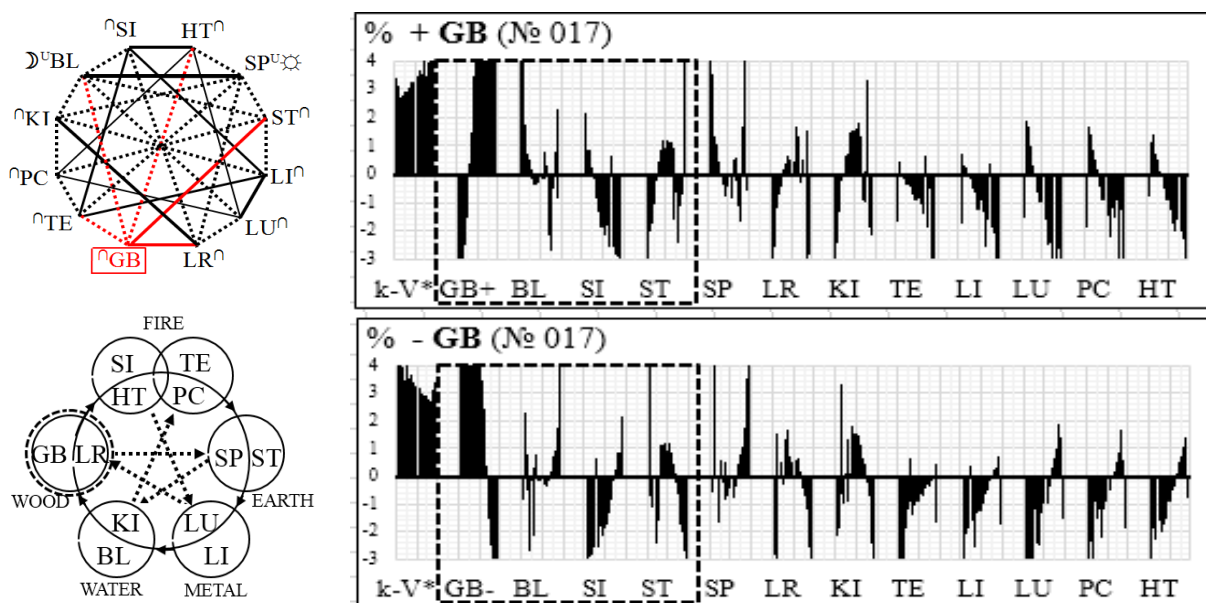 ∩SI HT∩
☽ᵁBL SPᵁ☼
∩KI ST∩
∩PC LI∩
∩TE LU∩
∩GB LR∩
FIRE
SI TE
HT PC
GB LR SP ST
WOOD EARTH
KI LU
BL LI
WATER METAL
% + GB (№ 017)
4
3
2
1
0
-1
-2
-3
k-V* GB+ BL SI ST SP LR KI TE LI LU PC HT
% - GB (№ 017)
4
3
2
1
0
-1
-2
-3
k-V* GB- BL SI ST SP LR KI TE LI LU PC HT